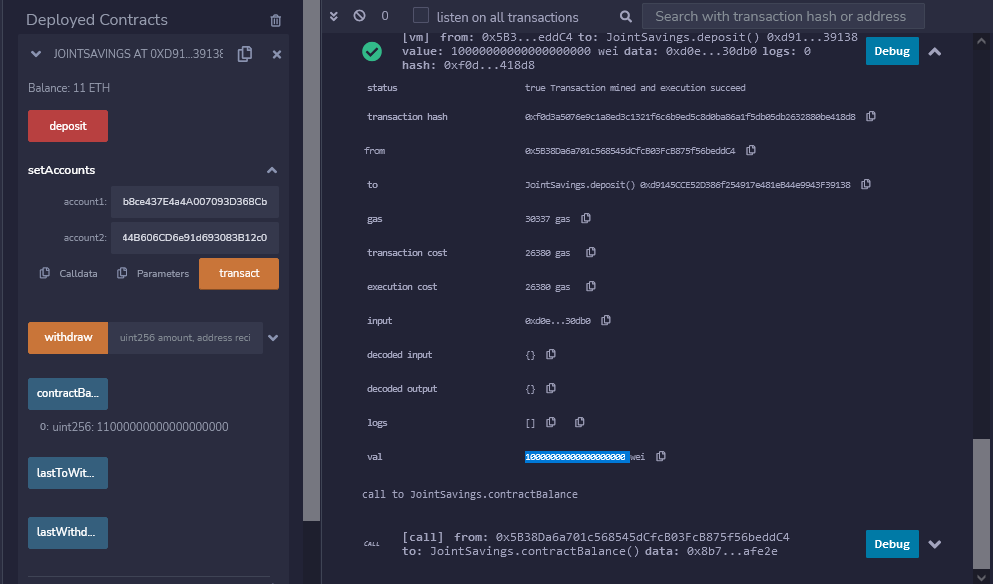 Deployed Contracts
JOINTSAVINGS AT 0XD91...39138
Balance: 11 ETH
deposit
setAccounts
account1: b8ce437E4a4A007093D368Cb
account2: 44B606CD6e91d693083B12c0
Calldata Parameters transact
withdraw uint256 amount, address reci
contractBa...
0: uint256: 11000000000000000000
lastToWit...
lastWithd...
0 listen on all transactions Search with transaction hash or address
[vm] from: 0x5B3...eddC4 to: JointSavings.deposit() 0xd91...39138
value: 10000000000000000000 wei data: 0xd0e...30db0 logs: 0
hash: 0xf0d...418d8
Debug
status true Transaction mined and execution succeed
transaction hash 0xf0d3a5076e9c1a8ed3c1321f6c6b9ed5c8d0ba86a1f5db05db2632880be418d8
from 0x5B38Da6a701c568545dCfcB03FcB875f56beddC4
to JointSavings.deposit() 0xd9145CCE52D386f254917e481eB44e9943F39138
gas 30337 gas
transaction cost 26380 gas
execution cost 26380 gas
input 0xd0e...30db0
decoded input {}
decoded output {}
logs []
val 10000000000000000000 wei
call to JointSavings.contractBalance
CALL [call] from: 0x5B38Da6a701c568545dCfcB03FcB875f56beddC4
to: JointSavings.contractBalance() data: 0x8b7...afe2e
Debug